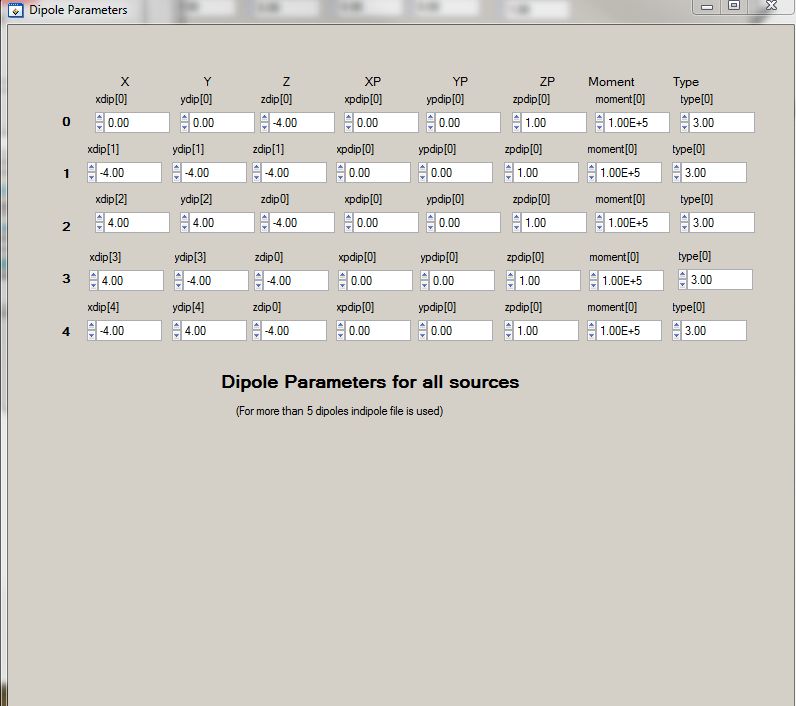 Dipole Parameters
X Y Z XP YP ZP Moment Type
xdip[0] ydip[0] zdip[0] xpdip[0] ypdip[0] zpdip[0] moment[0] type[0]
0 0.00 0.00 -4.00 0.00 0.00 1.00 1.00E+5 3.00
xdip[1] ydip[1] zdip[1] xpdip[0] ypdip[0] zpdip[0] moment[0] type[0]
1 -4.00 -4.00 -4.00 0.00 0.00 1.00 1.00E+5 3.00
xdip[2] ydip[2] zdip0] xpdip[0] ypdip[0] zpdip[0] moment[0] type[0]
2 4.00 4.00 -4.00 0.00 0.00 1.00 1.00E+5 3.00
xdip[3] ydip[3] zdip0] xpdip[0] ypdip[0] zpdip[0] moment[0] type[0]
3 4.00 -4.00 -4.00 0.00 0.00 1.00 1.00E+5 3.00
xdip[4] ydip[4] zdip0] xpdip[0] ypdip[0] zpdip[0] moment[0] type[0]
4 -4.00 4.00 -4.00 0.00 0.00 1.00 1.00E+5 3.00
Dipole Parameters for all sources
(For more than 5 dipoles indipole file is used)